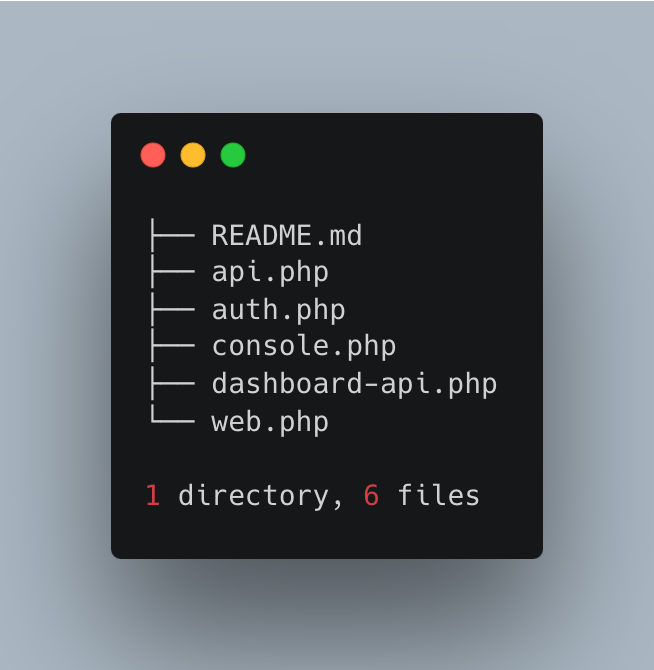 ├── README.md
├── api.php
├── auth.php
├── console.php
├── dashboard-api.php
└── web.php
1 directory, 6 files